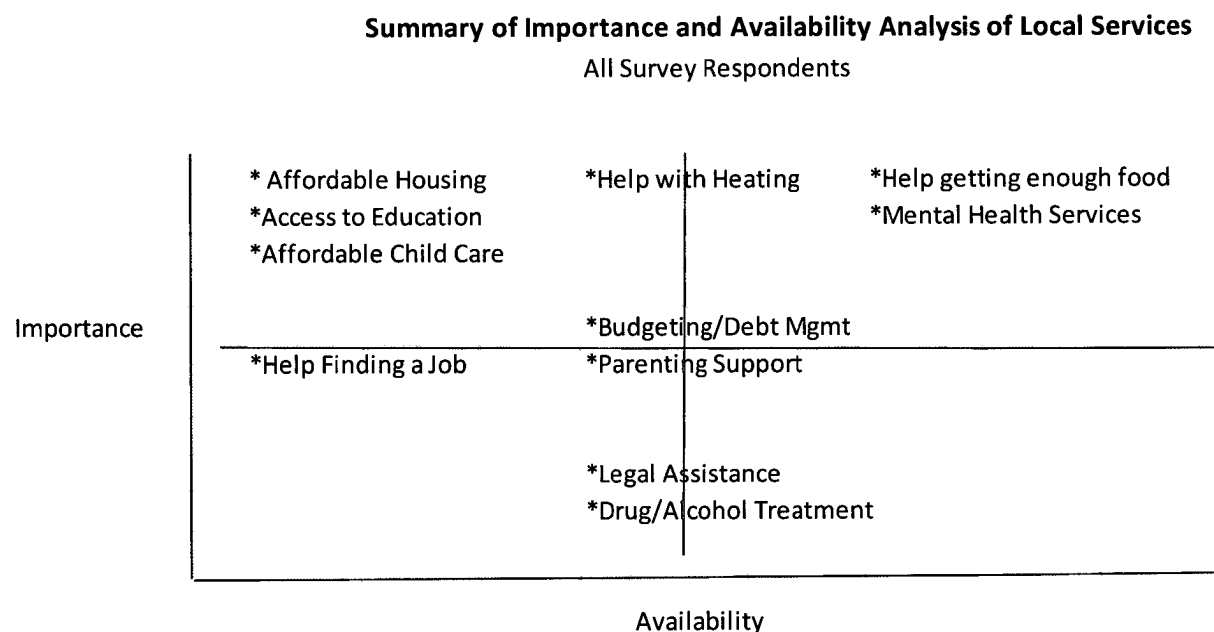 Summary of Importance and Availability Analysis of Local Services
All Survey Respondents
* Affordable Housing
*Help with Heating
*Help getting enough food
*Access to Education
*Mental Health Services
*Affordable Child Care
Importance
*Budgeting/Debt Mgmt
*Help Finding a Job
*Parenting Support
*Legal Assistance
*Drug/Alcohol Treatment
Availability